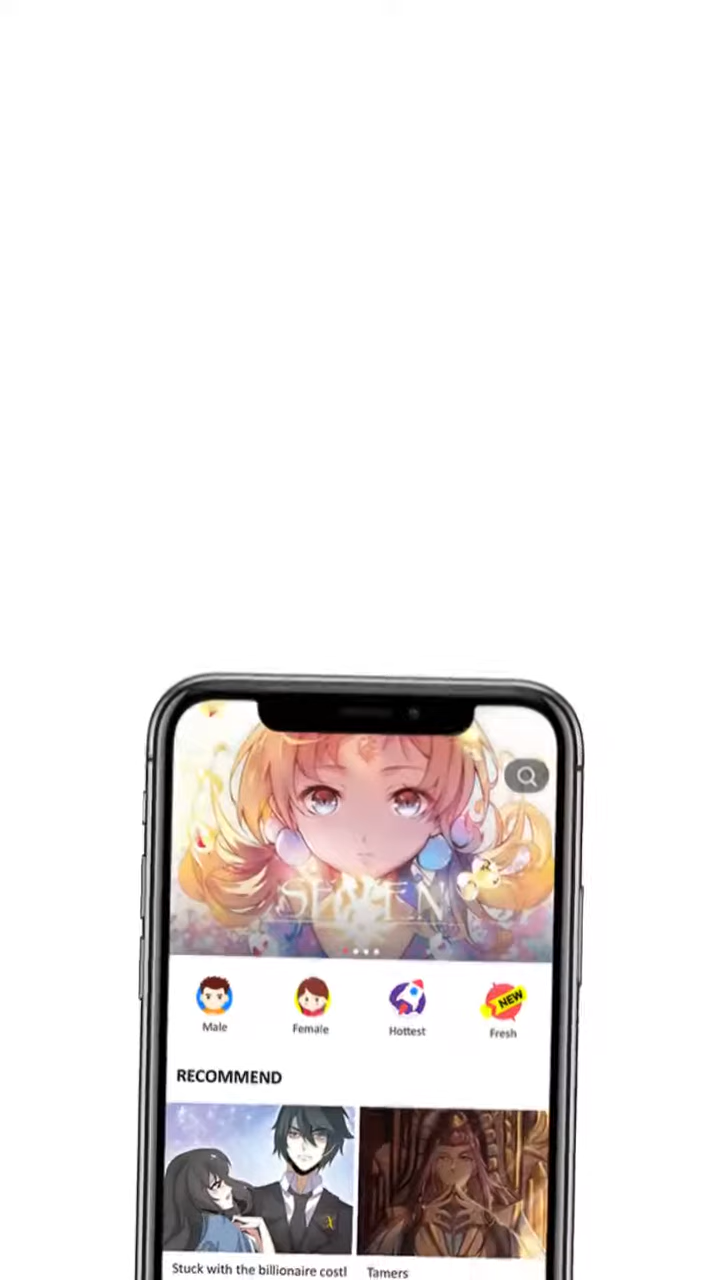 SEVEN
Male
Female
Hottest
NEW
Fresh
RECOMMEND
Stuck with the billionaire costl
Tamers